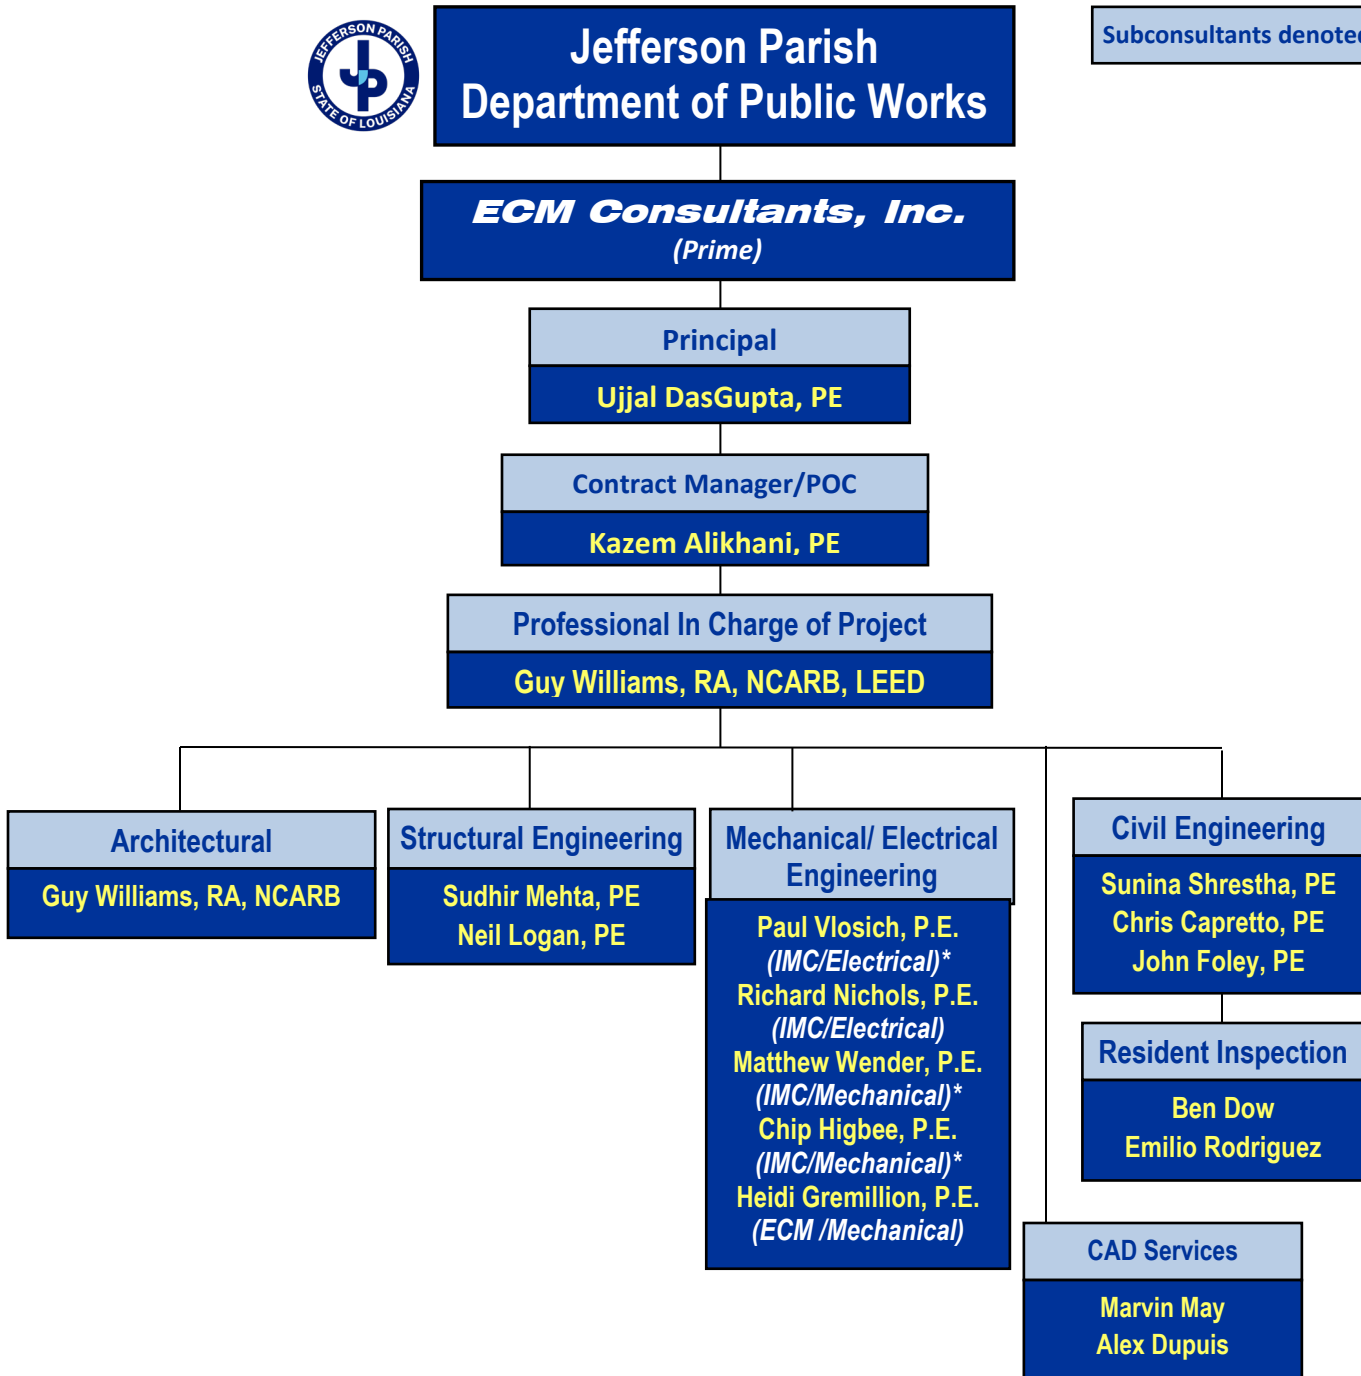 JEFFERSON PARISH
JP
STATE OF LOUISIANA
Jefferson Parish
Department of Public Works
Subconsultants denoted
ECM Consultants, Inc.
(Prime)
Principal
Ujjal DasGupta, PE
Contract Manager/POC
Kazem Alikhani, PE
Professional In Charge of Project
Guy Williams, RA, NCARB, LEED
Architectural
Guy Williams, RA, NCARB
Structural Engineering
Sudhir Mehta, PE
Neil Logan, PE
Mechanical/ Electrical
Engineering
Paul Vlosich, P.E.
(IMC/Electrical)*
Richard Nichols, P.E.
(IMC/Electrical)
Matthew Wender, P.E.
(IMC/Mechanical)*
Chip Higbee, P.E.
(IMC/Mechanical)*
Heidi Gremillion, P.E.
(ECM /Mechanical)
Civil Engineering
Sunina Shrestha, PE
Chris Capretto, PE
John Foley, PE
Resident Inspection
Ben Dow
Emilio Rodriguez
CAD Services
Marvin May
Alex Dupuis